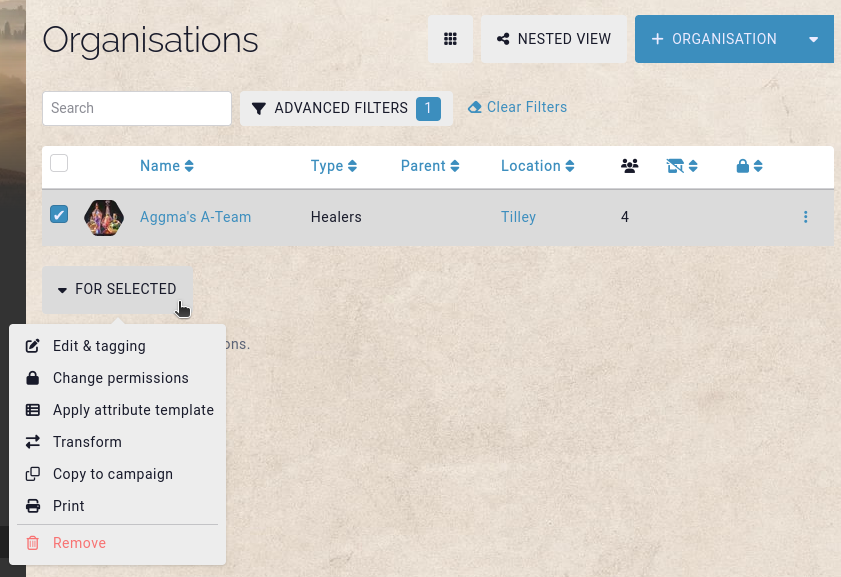 Organisations
NESTED VIEW
ORGANISATION
Search
ADVANCED FILTERS 1
Clear Filters
Name Type Parent Location
Aggma's A-Team Healers Tilley 4
FOR SELECTED
ons.
Edit & tagging
Change permissions
Apply attribute template
Transform
Copy to campaign
Print
Remove